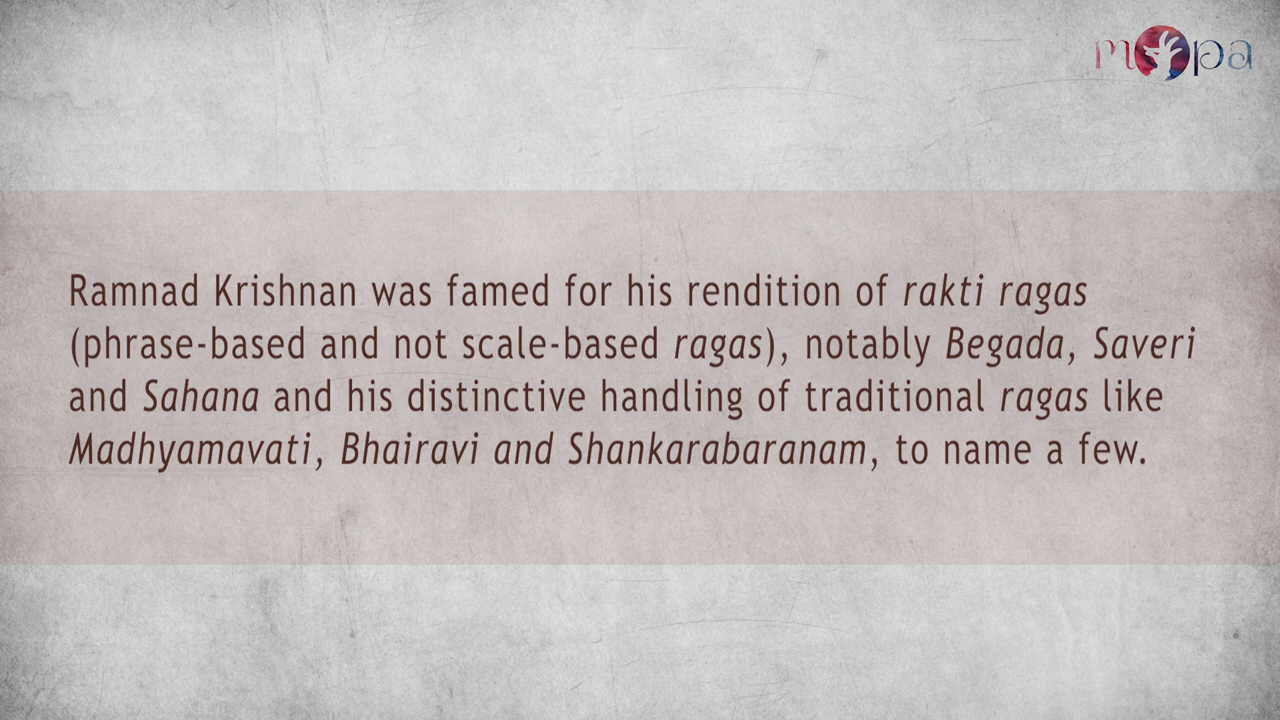 mopa
Ramnad Krishnan was famed for his rendition of rakti ragas
(phrase-based and not scale-based ragas), notably Begada, Saveri
and Sahana and his distinctive handling of traditional ragas like
Madhyamavati, Bhairavi and Shankarabaranam, to name a few.